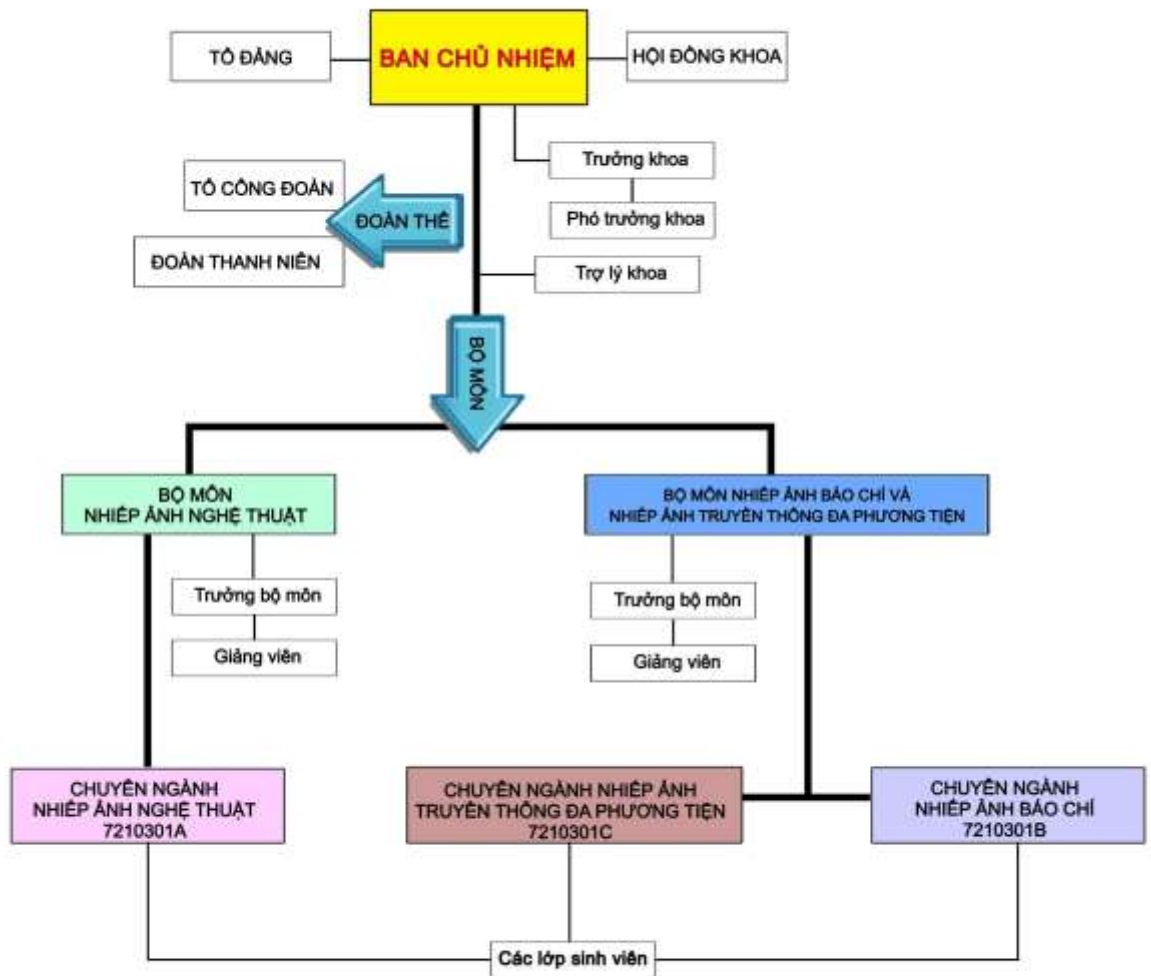 TỔ ĐẢNG
BAN CHỦ NHIỆM
HỘI ĐỒNG KHOA
Trưởng khoa
TỔ CÔNG ĐOÀN
Phó trưởng khoa
ĐOÀN THỂ
ĐOÀN THANH NIÊN
Trợ lý khoa
BỘ MÔN
BỘ MÔN
NHIẾP ẢNH NGHỆ THUẬT
BỘ MÔN NHIẾP ẢNH BÁO CHÍ VÀ
NHIẾP ẢNH TRUYỀN THÔNG ĐA PHƯƠNG TIỆN
Trưởng bộ môn
Giảng viên
Trưởng bộ môn
Giảng viên
CHUYÊN NGÀNH
NHIẾP ẢNH NGHỆ THUẬT
7210301A
CHUYÊN NGÀNH NHIẾP ẢNH
TRUYỀN THÔNG ĐA PHƯƠNG TIỆN
7210301C
CHUYÊN NGÀNH
NHIẾP ẢNH BÁO CHÍ
7210301B
Các lớp sinh viên